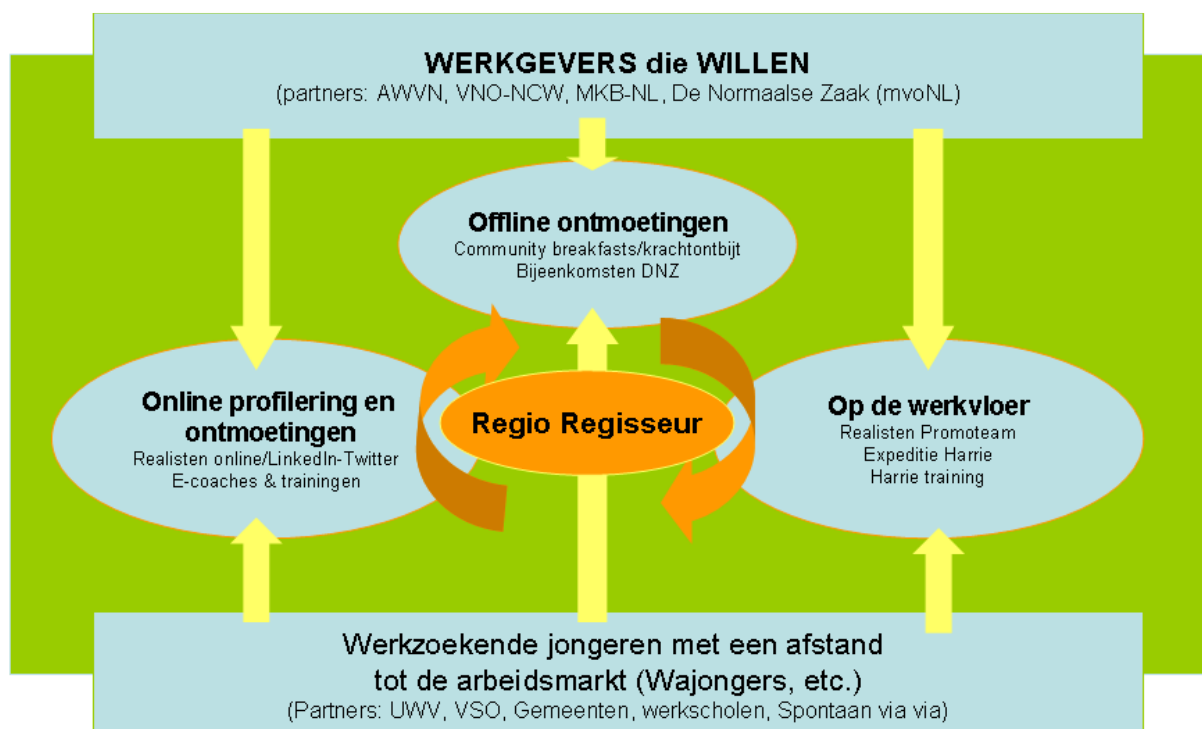 WERKGEVERS die WILLEN
(partners: AWVN, VNO-NCW, MKB-NL, De Normaalse Zaak (mvoNL)
Offline ontmoetingen
Community breakfasts/krachtontbijt
Bijeenkomsten DNZ
Online profilering en
ontmoetingen
Realisten online/LinkedIn-Twitter
E-coaches & trainingen
Regio Regisseur
Op de werkvloer
Realisten Promoteam
Expeditie Harrie
Harrie training
Werkzoekende jongeren met een afstand
tot de arbeidsmarkt (Wajongers, etc.)
(Partners: UWV, VSO, Gemeenten, werkscholen, Spontaan via via)